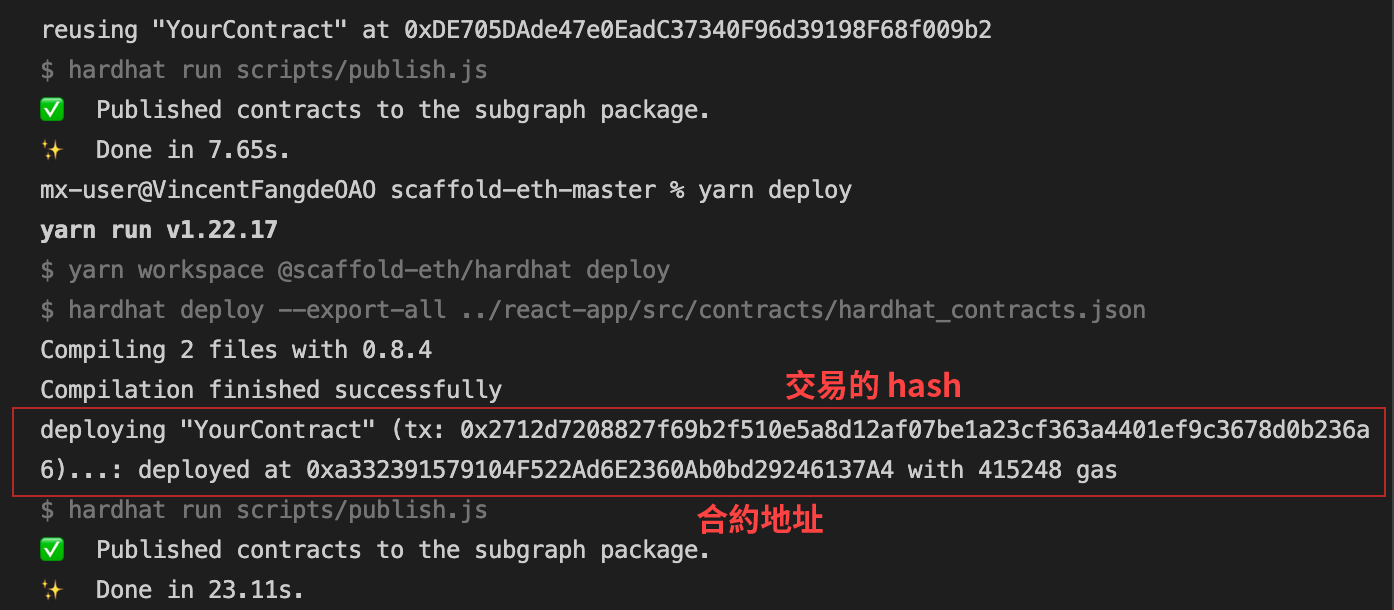 reusing "YourContract" at 0xDE705DAde47e0EadC37340F96d39198F68f009b2
$ hardhat run scripts/publish.js
✅ Published contracts to the subgraph package.
✨ Done in 7.65s.
mx-user@VincentFangdeOAO scaffold-eth-master % yarn deploy
yarn run v1.22.17
$ yarn workspace @scaffold-eth/hardhat deploy
$ hardhat deploy --export-all ../react-app/src/contracts/hardhat_contracts.json
Compiling 2 files with 0.8.4
Compilation finished successfully
交易的 hash
deploying "YourContract" (tx: 0x2712d7208827f69b2f510e5a8d12af07be1a23cf363a4401ef9c3678d0b236a
6)...: deployed at 0xa332391579104F522Ad6E2360Ab0bd29246137A4 with 415248 gas
$ hardhat run scripts/publish.js
合約地址
✅ Published contracts to the subgraph package.
✨ Done in 23.11s.